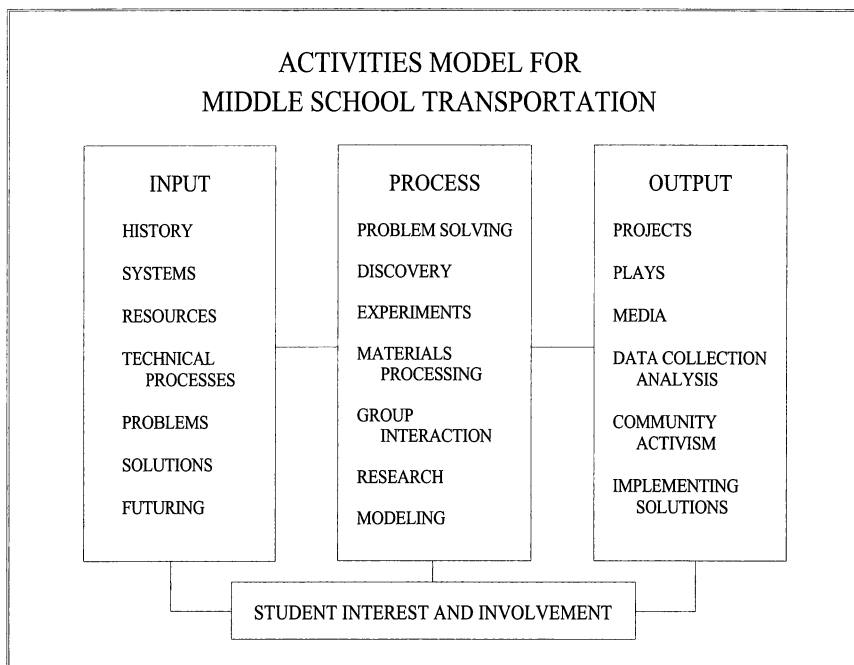 ACTIVITIES MODEL FOR
MIDDLE SCHOOL TRANSPORTATION
INPUT
HISTORY
SYSTEMS
RESOURCES
TECHNICAL
PROCESSES
PROBLEMS
SOLUTIONS
FUTURING
PROCESS
PROBLEM SOLVING
DISCOVERY
EXPERIMENTS
MATERIALS
PROCESSING
GROUP
INTERACTION
RESEARCH
MODELING
OUTPUT
PROJECTS
PLAYS
MEDIA
DATA COLLECTION
ANALYSIS
COMMUNITY
ACTIVISM
IMPLEMENTING
SOLUTIONS
STUDENT INTEREST AND INVOLVEMENT